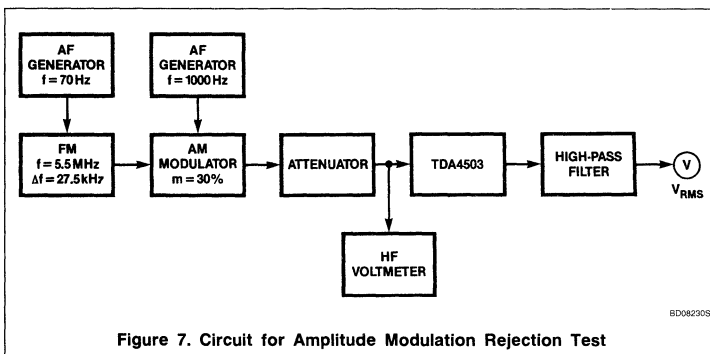 AF
GENERATOR
f = 70 Hz
AF
GENERATOR
f = 1000 Hz
FM
f = 5.5 MHz
Δf = 27.5 kHz
AM
MODULATOR
m = 30%
ATTENUATOR
TDA4503
HIGH-PASS
FILTER
V
VRMS
HF
VOLTMETER
BD08230S
Figure 7. Circuit for Amplitude Modulation Rejection Test